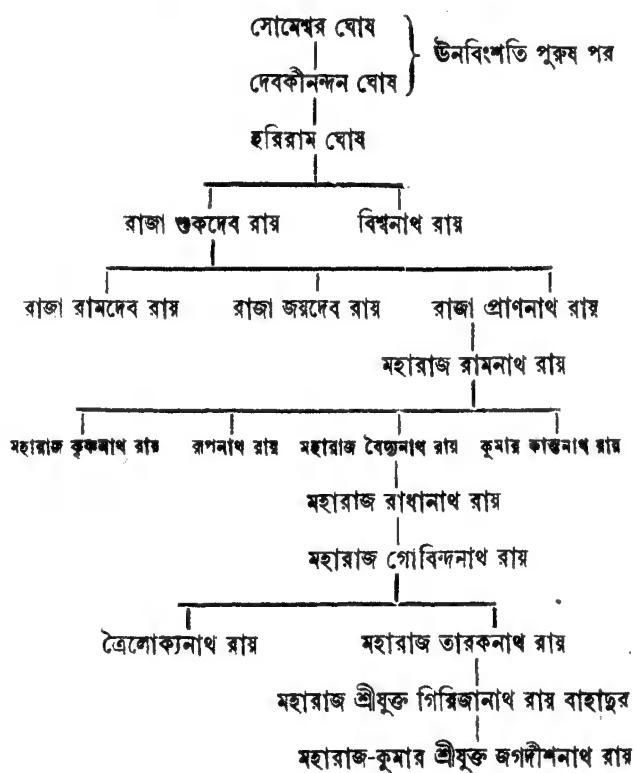 সোমেশ্বর ঘোষ
ঊনবিংশতি পুরুষ পর
দেবকীনন্দন ঘোষ
হরিরাম ঘোষ
রাজা শুকদেব রায় বিশ্বনাথ রায়
রাজা রামদেব রায় রাজা জয়দেব রায় রাজা প্রাণনাথ রায়
মহারাজ রামনাথ রায়
মহারাজ কৃষ্ণনাথ রায় রূপনাথ রায় মহারাজ বৈদ্যনাথ রায় কুমার কান্তনাথ রায়
মহারাজ রাধানাথ রায়
মহারাজ গোবিন্দনাথ রায়
ত্রৈলোক্যনাথ রায় মহারাজ তারকনাথ রায়
মহারাজ শ্রীযুক্ত গিরিজানাথ রায় বাহাদুর
মহারাজ-কুমার শ্রীযুক্ত জগদীশনাথ রায়